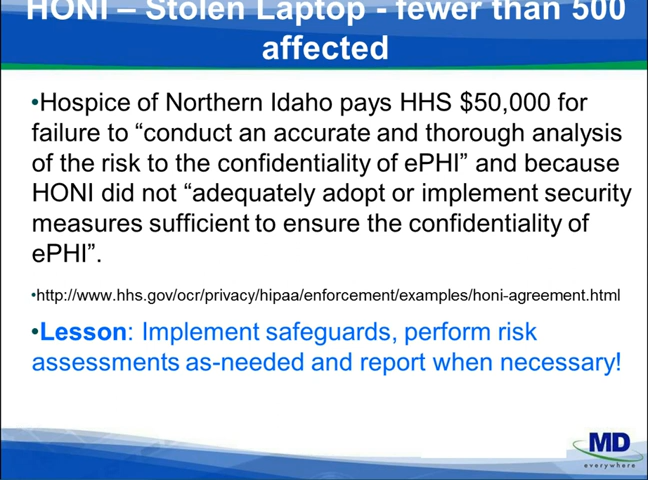 HONI – Stolen Laptop - fewer than 500
affected
•Hospice of Northern Idaho pays HHS $50,000 for
failure to “conduct an accurate and thorough analysis
of the risk to the confidentiality of ePHI” and because
HONI did not “adequately adopt or implement security
measures sufficient to ensure the confidentiality of
ePHI”.
•http://www.hhs.gov/ocr/privacy/hipaa/enforcement/examples/honi-agreement.html
•Lesson: Implement safeguards, perform risk
assessments as-needed and report when necessary!
MD
everywhere